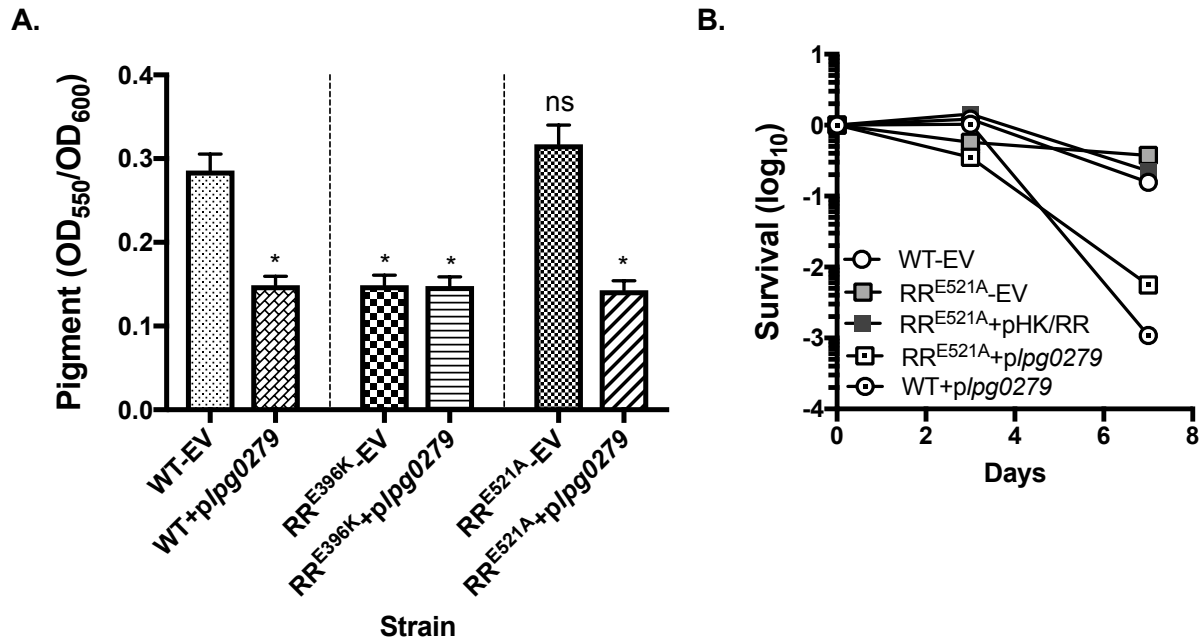 A.
Pigment (OD550/OD600)
0.4
0.3
0.2
0.1
0.0
*
*
*
ns
*
WT-EV
WT+plpg0279
RRE396K-EV
RRE396K+plpg0279
RRE521A-EV
RRE521A+plpg0279
Strain
B.
Survival (log10)
1
0
-1
-2
-3
-4
WT-EV
RRE521A-EV
RRE521A+pHK/RR
RRE521A+plpg0279
WT+plpg0279
0 2 4 6 8
Days